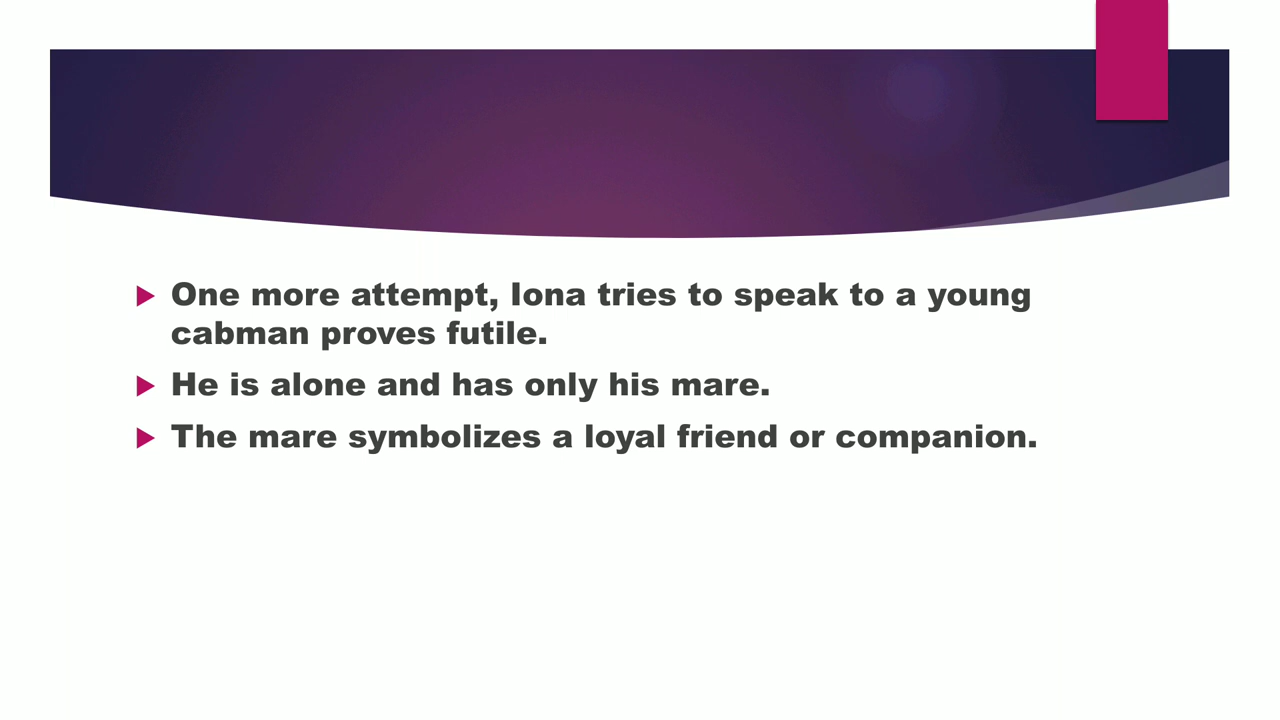 One more attempt, Iona tries to speak to a young
cabman proves futile.
He is alone and has only his mare.
The mare symbolizes a loyal friend or companion.